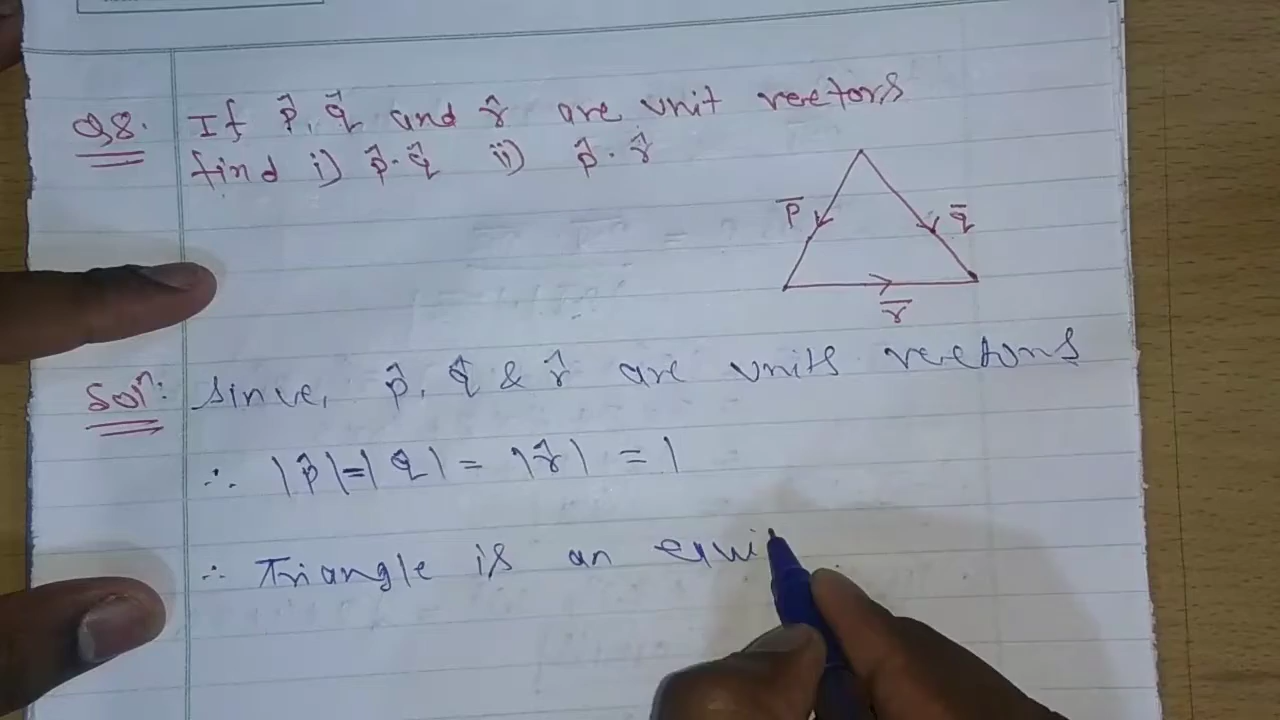 Q8. If p̂, q̂ and r̂ are unit vectors
find i) p̂·q̂ ii) p̂·r̂
p̄
q̄
r̄
Solⁿ: Since, p̂, q̂ & r̂ are units vectors
∴ |p̂|=|q̂| = |r̂| = 1
∴ Triangle is an equi